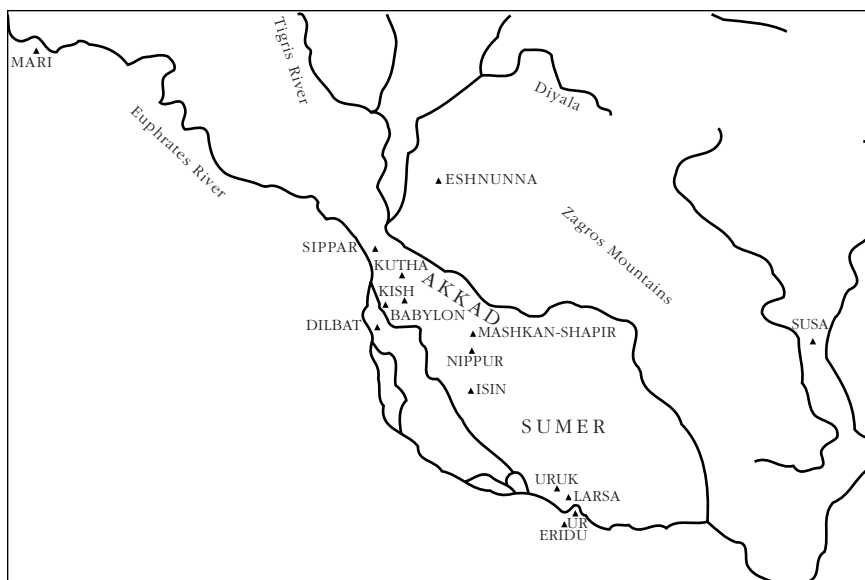 MARI
Tigris River
Diyala
Euphrates River
ESHNUNNA
Zagros Mountains
SIPPAR
KUTHA
AKKAD
KISH
BABYLON
DILBAT
MASHKAN-SHAPIR
SUSA
NIPPUR
ISIN
SUMER
URUK
LARSA
UR
ERIDU